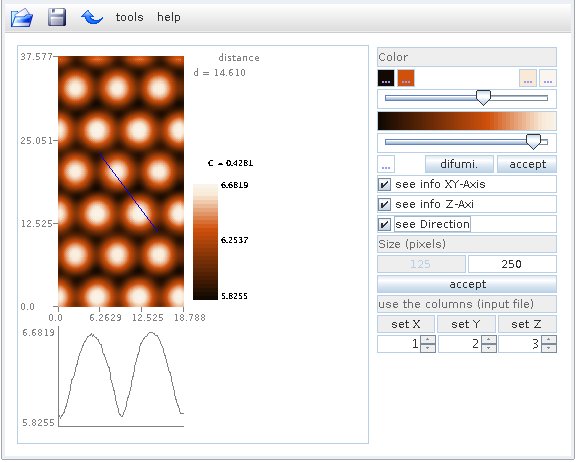 tools help
distance
d = 14.610
37.577
25.051
12.525
0.0
0.0 6.2629 12.525 18.788
C = 0.4281
6.6819
6.2537
5.8255
6.6819
5.8255
Color
... ... ... ...
... difumi. accept
see info XY-Axis
see info Z-Axi
see Direction
Size (pixels)
125 250
accept
use the columns (input file)
set X set Y set Z
1 2 3